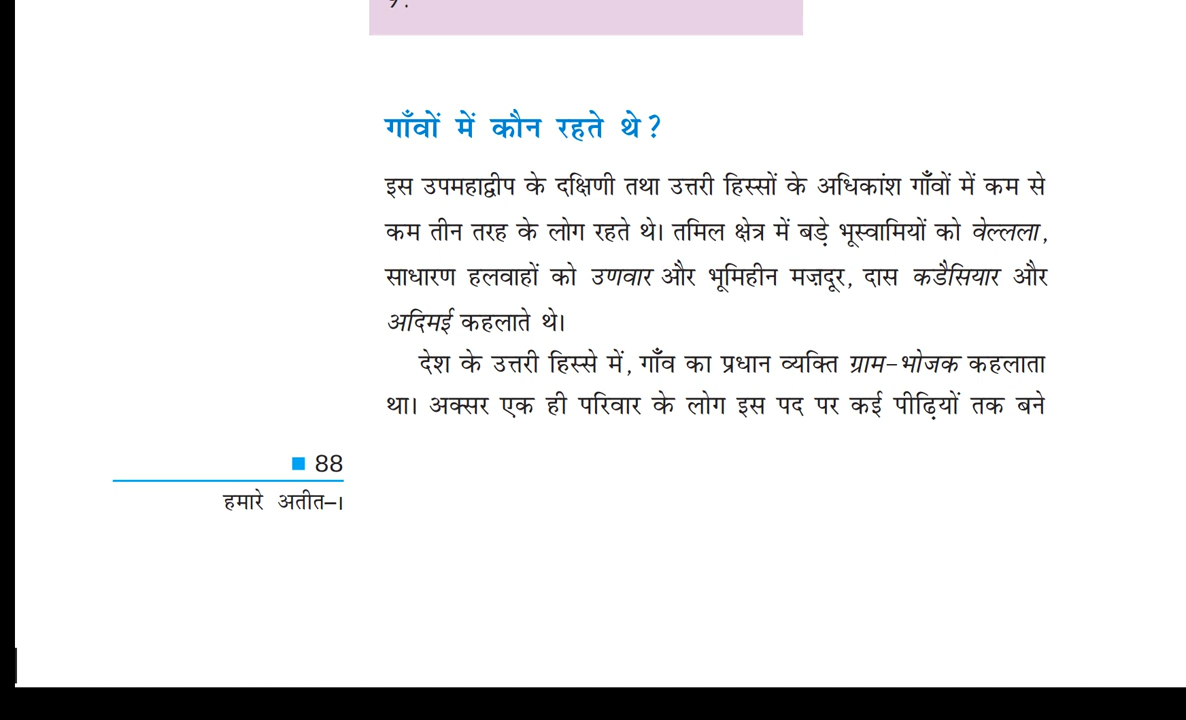 गाँवों में कौन रहते थे?
इस उपमहाद्वीप के दक्षिणी तथा उत्तरी हिस्सों के अधिकांश गाँवों में कम से
कम तीन तरह के लोग रहते थे। तमिल क्षेत्र में बड़े भूस्वामियों को वेल्लला,
साधारण हलवाहों को उणवार और भूमिहीन मज़दूर, दास कडैसियार और
अदिमई कहलाते थे।
देश के उत्तरी हिस्से में, गाँव का प्रधान व्यक्ति ग्राम-भोजक कहलाता
था। अक्सर एक ही परिवार के लोग इस पद पर कई पीढ़ियों तक बने
■ 88
हमारे अतीत–I